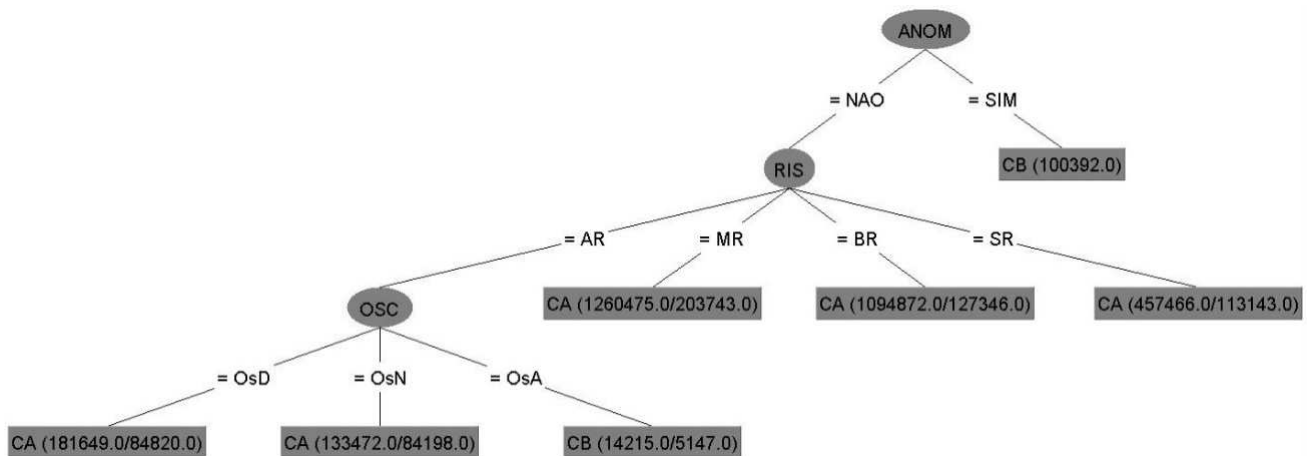 ANOM
= NAO = SIM
RIS CB (100392.0)
= AR = MR = BR = SR
OSC CA (1260475.0/203743.0) CA (1094872.0/127346.0) CA (457466.0/113143.0)
= OsD = OsN = OsA
CA (181649.0/84820.0) CA (133472.0/84198.0) CB (14215.0/5147.0)